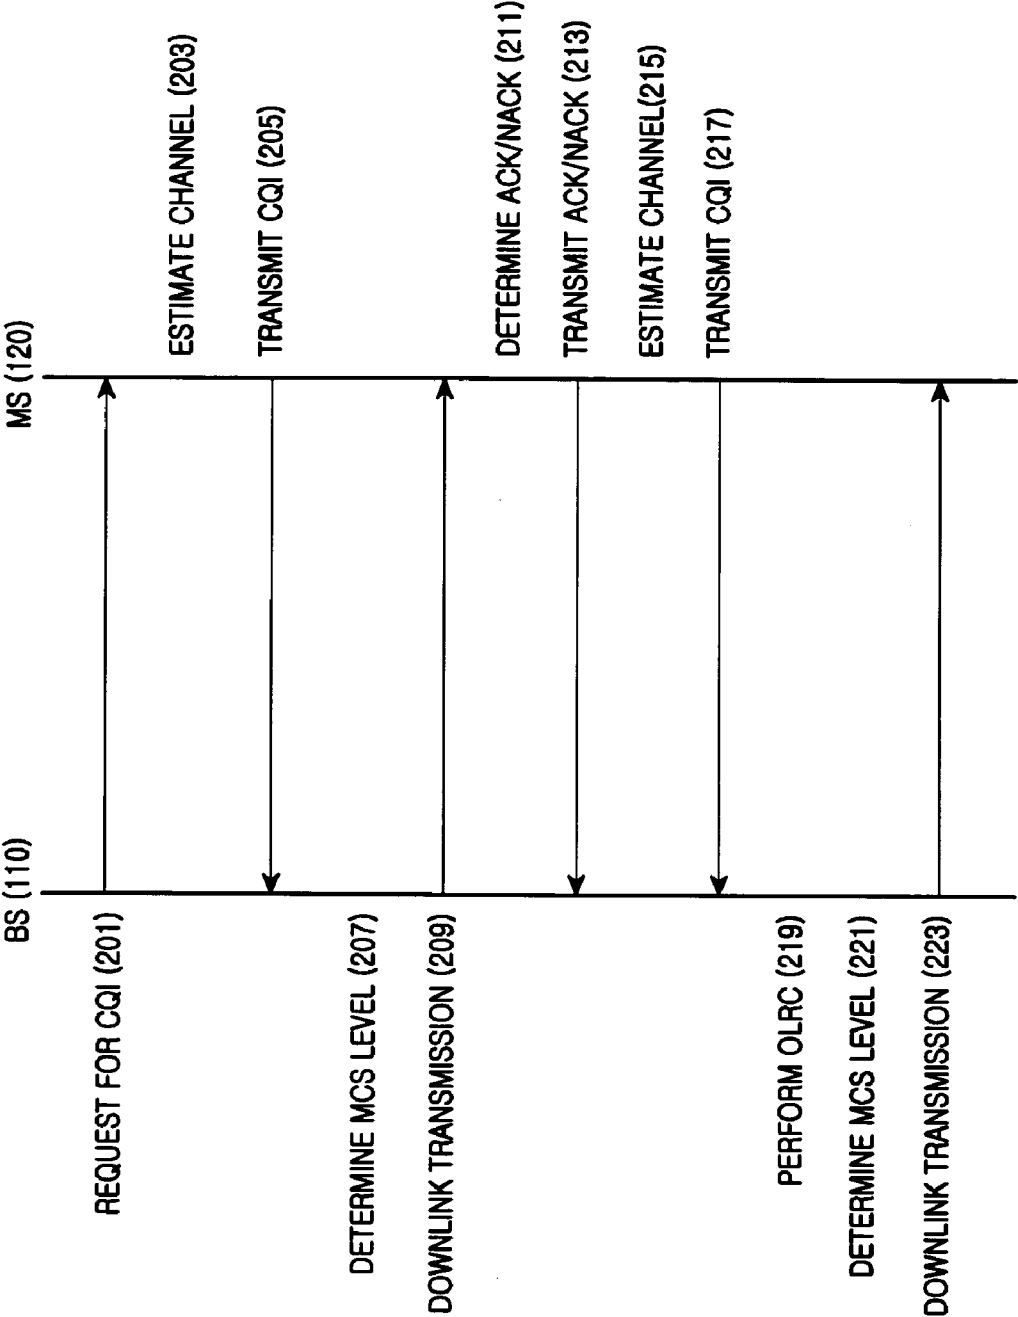 BS (110)
MS (120)
REQUEST FOR CQI (201)
ESTIMATE CHANNEL (203)
TRANSMIT CQI (205)
DETERMINE MCS LEVEL (207)
DOWNLINK TRANSMISSION (209)
DETERMINE ACK/NACK (211)
TRANSMIT ACK/NACK (213)
ESTIMATE CHANNEL(215)
TRANSMIT CQI (217)
PERFORM OLRC (219)
DETERMINE MCS LEVEL (221)
DOWNLINK TRANSMISSION (223)